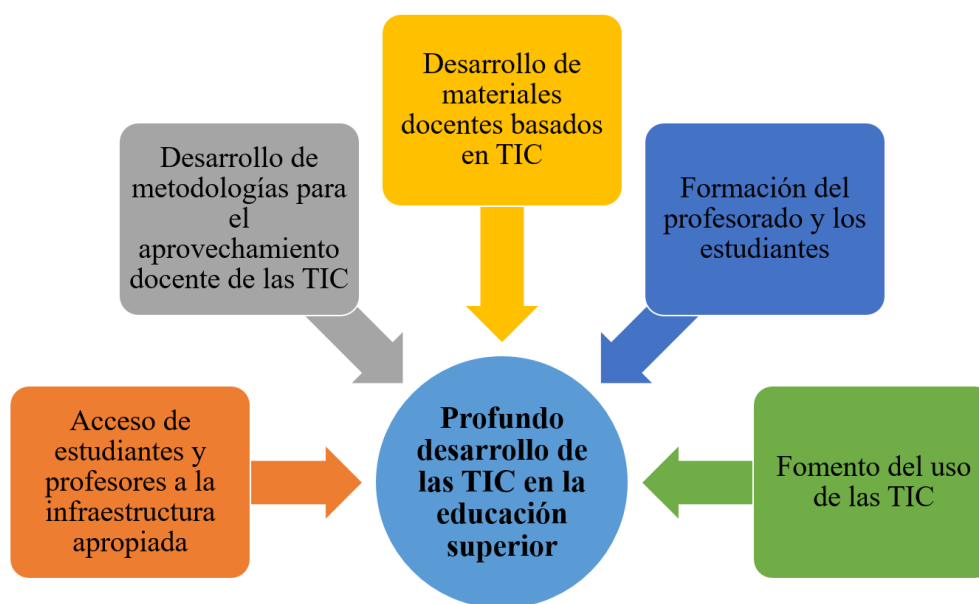 Desarrollo de
materiales
docentes basados
en TIC
Desarrollo de
metodologías para
el
aprovechamiento
docente de las TIC
Formación del
profesorado y los
estudiantes
Acceso de
estudiantes y
profesores a la
infraestructura
apropiada
Profundo
desarrollo de
las TIC en la
educación
superior
Fomento del uso
de las TIC